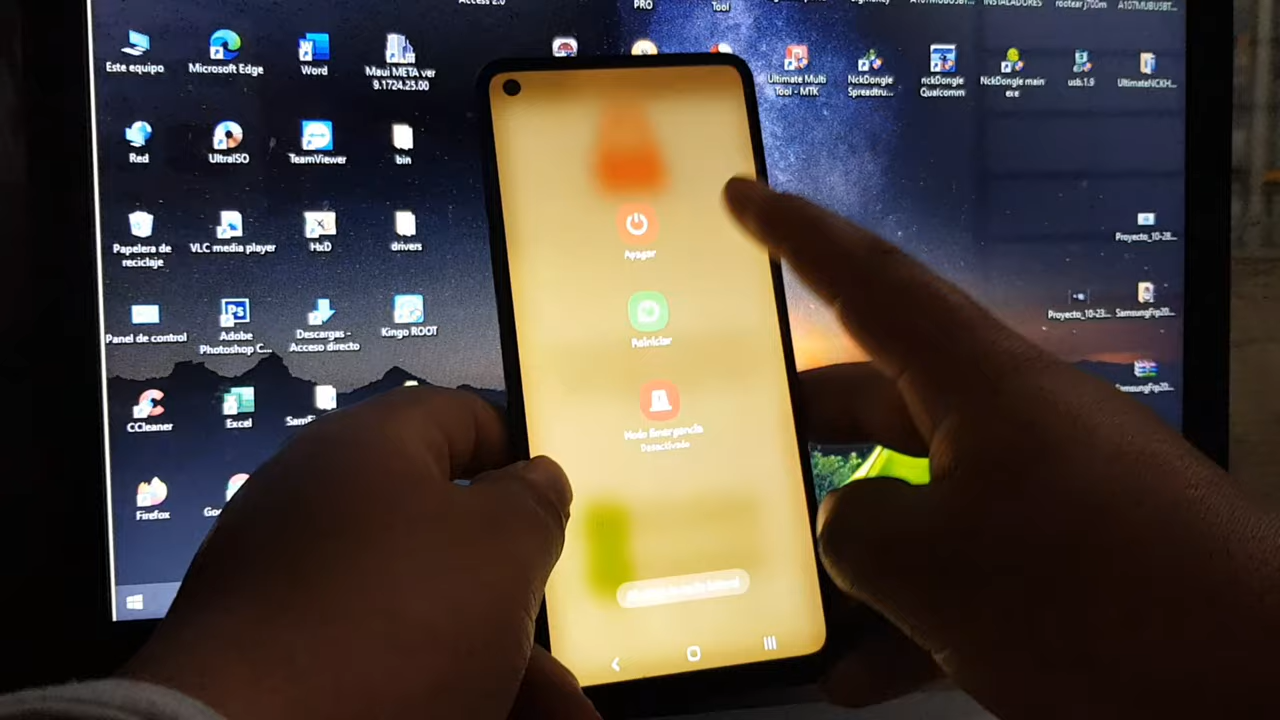 Access 2.0
PRO
Tool
INSTALADORES
rootear j700m
Este equipo
Microsoft Edge
Word
Maui META ver
9.1724.25.00
Ultimate Multi
Tool - MTK
NckDongle
Spreadtru...
nckDongle
Qualcomm
NckDongle main
exe
usb.1.9
UltimateNCKH...
Red
UltraISO
TeamViewer
bin
Papelera de
reciclaje
VLC media player
HxD
drivers
Proyecto_10-28...
Panel de control
Adobe
Photoshop C...
Descargas -
Acceso directo
Kingo ROOT
Proyecto_10-23...
SamsungFrp20...
CCleaner
Excel
SamsungFrp20...
Firefox
Apagar
Reiniciar
Modo Emergencia
Desactivado